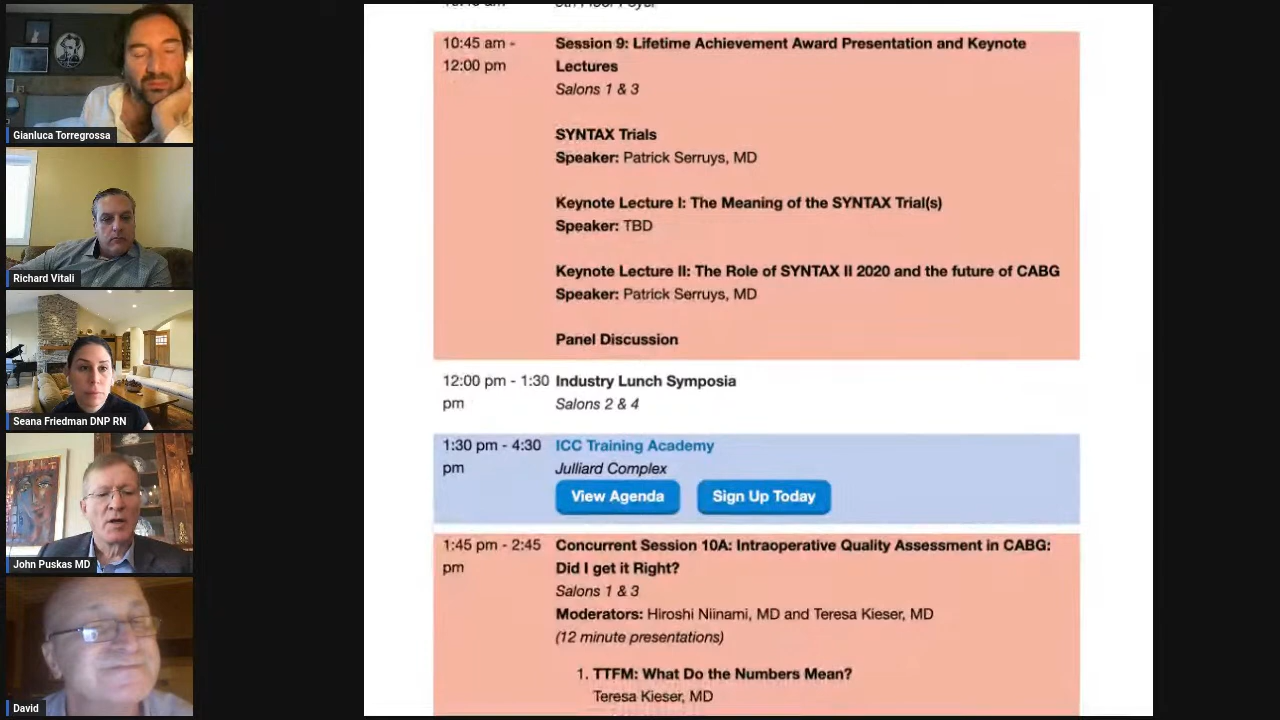 Gianluca Torregrossa
Richard Vitali
Seana Friedman DNP RN
John Puskas MD
David
10:45 am -
12:00 pm
Session 9: Lifetime Achievement Award Presentation and Keynote
Lectures
Salons 1 & 3
SYNTAX Trials
Speaker: Patrick Serruys, MD
Keynote Lecture I: The Meaning of the SYNTAX Trial(s)
Speaker: TBD
Keynote Lecture II: The Role of SYNTAX II 2020 and the future of CABG
Speaker: Patrick Serruys, MD
Panel Discussion
12:00 pm - 1:30
pm
Industry Lunch Symposia
Salons 2 & 4
1:30 pm - 4:30
pm
ICC Training Academy
Julliard Complex
View Agenda
Sign Up Today
1:45 pm - 2:45
pm
Concurrent Session 10A: Intraoperative Quality Assessment in CABG:
Did I get it Right?
Salons 1 & 3
Moderators: Hiroshi Niinami, MD and Teresa Kieser, MD
(12 minute presentations)
1. TTFM: What Do the Numbers Mean?
Teresa Kieser, MD